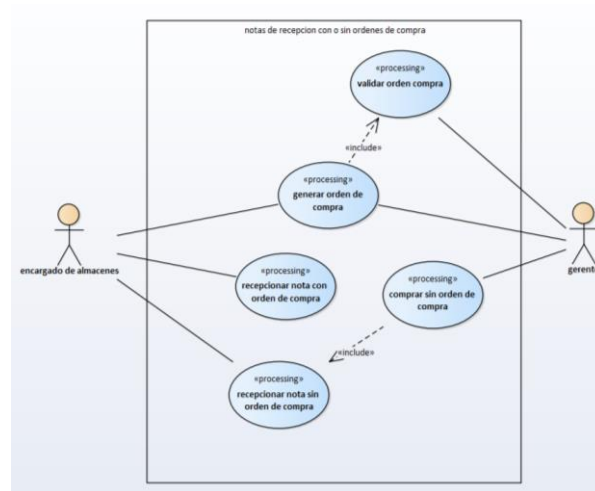 notas de recepcion con o sin ordenes de compra
«processing»
validar orden compra
«include»
«processing»
generar orden de
compra
encargado de almacenes
gerent
«processing»
recepcionar nota con
orden de compra
«processing»
comprar sin orden de
compra
«include»
«processing»
recepcionar nota sin
orden de compra